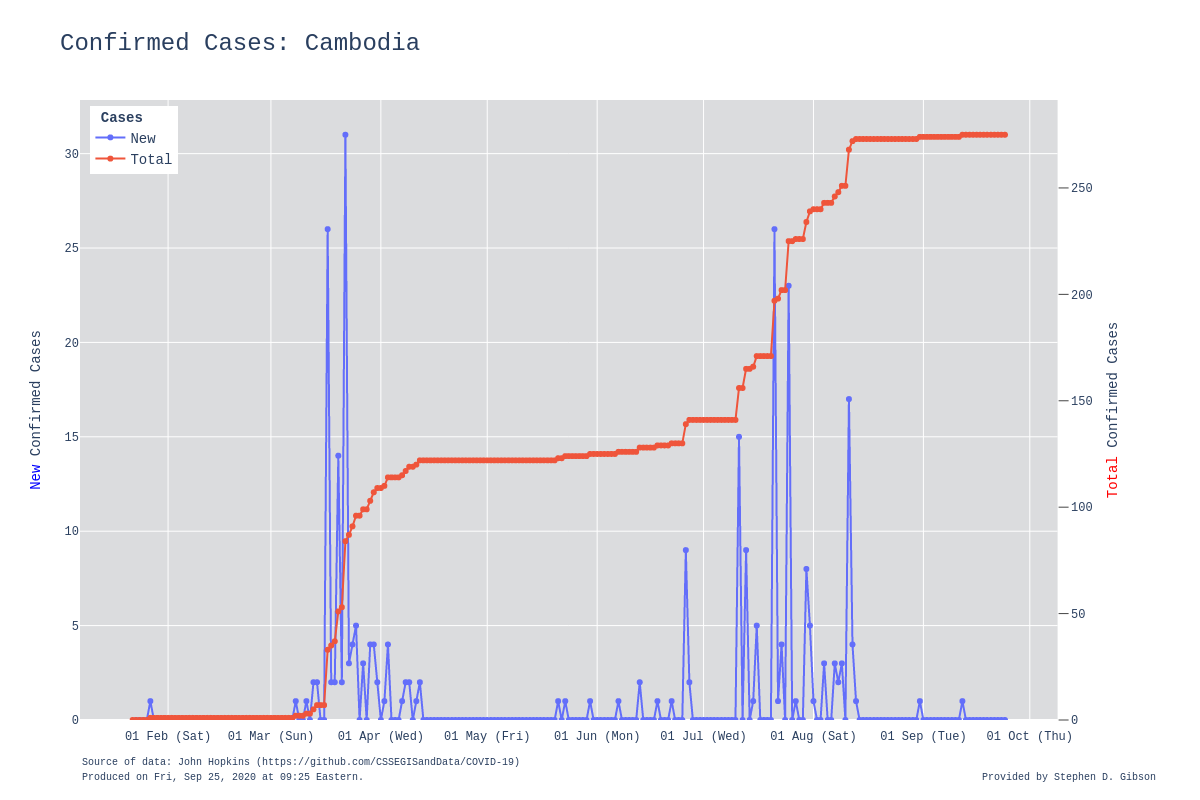 Confirmed Cases: Cambodia
Cases
New
Total
30
25
20
15
10
5
0
250
200
150
100
50
0
New Confirmed Cases
Total Confirmed Cases
01 Feb (Sat)
01 Mar (Sun)
01 Apr (Wed)
01 May (Fri)
01 Jun (Mon)
01 Jul (Wed)
01 Aug (Sat)
01 Sep (Tue)
01 Oct (Thu)
Source of data: John Hopkins (https://github.com/CSSEGISandData/COVID-19)
Produced on Fri, Sep 25, 2020 at 09:25 Eastern.
Provided by Stephen D. Gibson